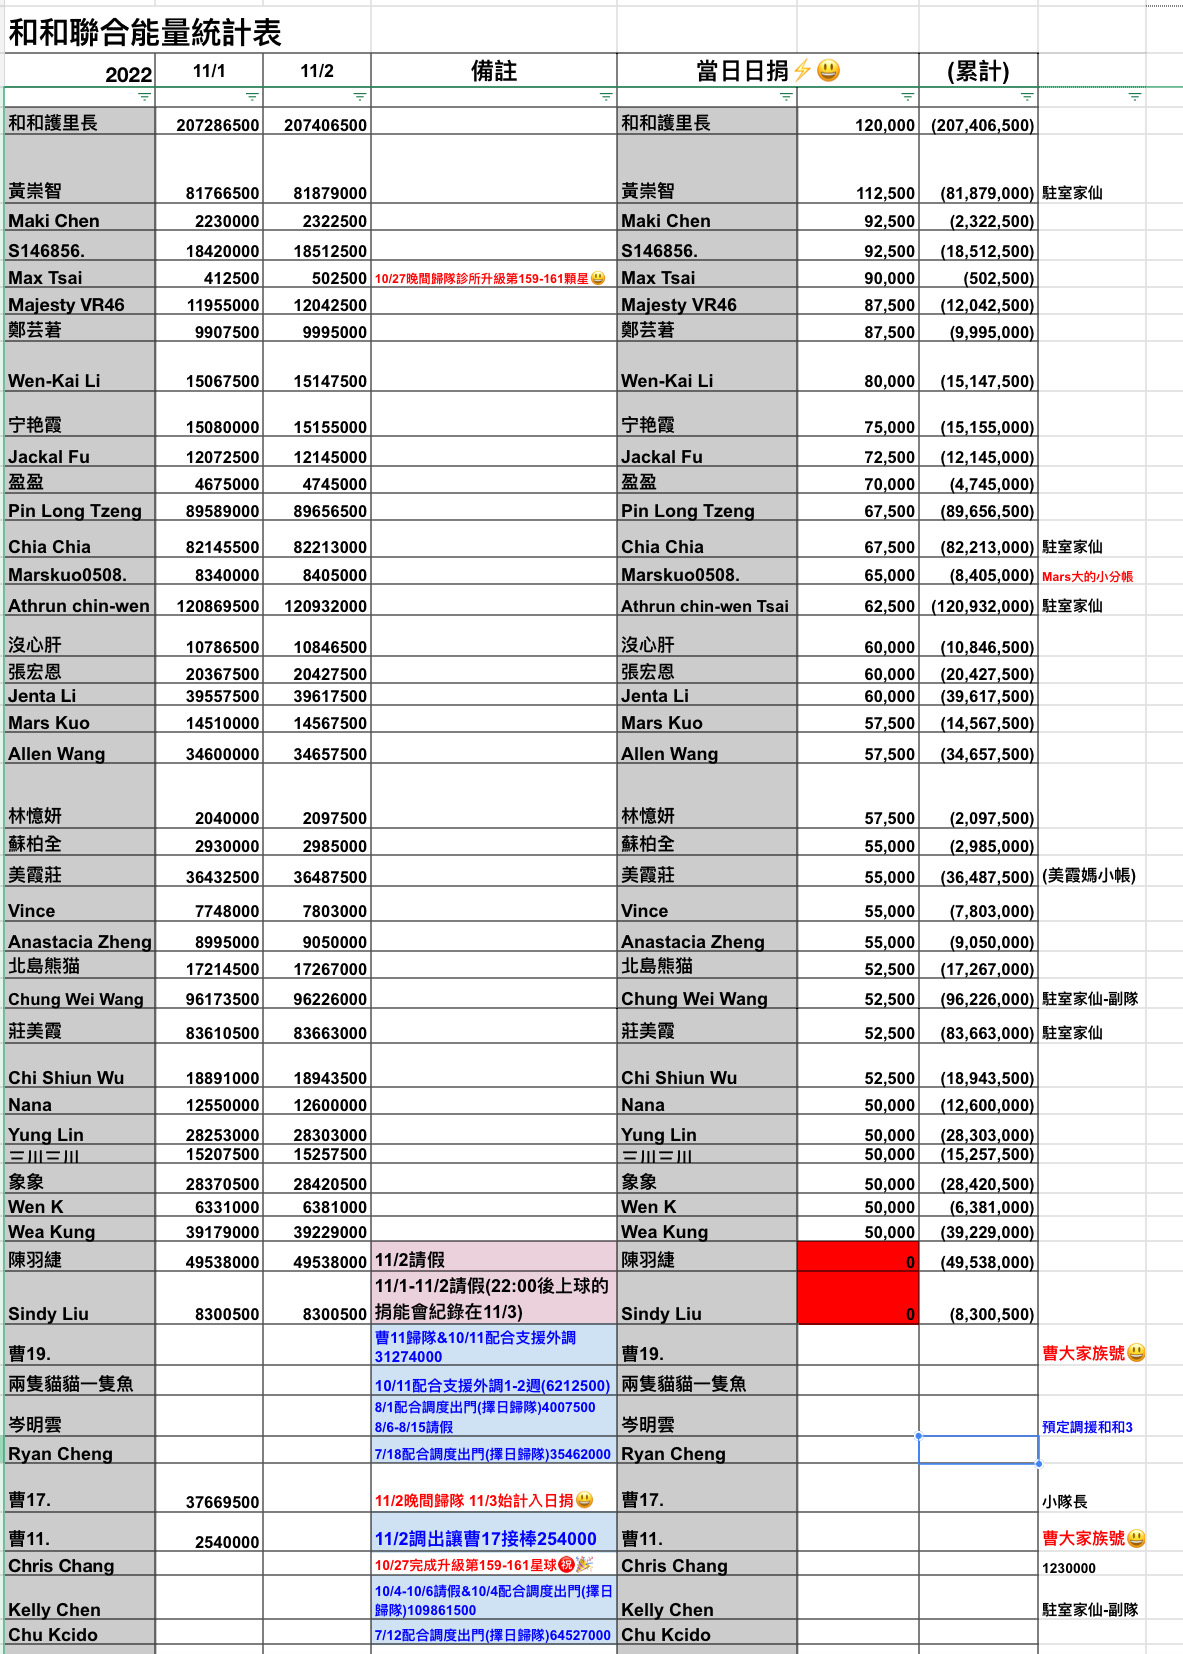 和和聯合能量統計表
2022 11/1 11/2 備註 當日日捐⚡😃 (累計)
和和護里長 207286500 207406500 和和護里長 120,000 (207,406,500)
黃崇智 81766500 81879000 黃崇智 112,500 (81,879,000) 駐室家仙
Maki Chen 2230000 2322500 Maki Chen 92,500 (2,322,500)
S146856. 18420000 18512500 S146856. 92,500 (18,512,500)
Max Tsai 412500 502500 10/27晚間歸隊診所升級第159-161顆星😃 Max Tsai 90,000 (502,500)
Majesty VR46 11955000 12042500 Majesty VR46 87,500 (12,042,500)
鄭芸莙 9907500 9995000 鄭芸莙 87,500 (9,995,000)
Wen-Kai Li 15067500 15147500 Wen-Kai Li 80,000 (15,147,500)
宁艳霞 15080000 15155000 宁艳霞 75,000 (15,155,000)
Jackal Fu 12072500 12145000 Jackal Fu 72,500 (12,145,000)
盈盈 4675000 4745000 盈盈 70,000 (4,745,000)
Pin Long Tzeng 89589000 89656500 Pin Long Tzeng 67,500 (89,656,500)
Chia Chia 82145500 82213000 Chia Chia 67,500 (82,213,000) 駐室家仙
Marskuo0508. 8340000 8405000 Marskuo0508. 65,000 (8,405,000) Mars大的小分帳
Athrun chin-wen 120869500 120932000 Athrun chin-wen Tsai 62,500 (120,932,000) 駐室家仙
沒心肝 10786500 10846500 沒心肝 60,000 (10,846,500)
張宏恩 20367500 20427500 張宏恩 60,000 (20,427,500)
Jenta Li 39557500 39617500 Jenta Li 60,000 (39,617,500)
Mars Kuo 14510000 14567500 Mars Kuo 57,500 (14,567,500)
Allen Wang 34600000 34657500 Allen Wang 57,500 (34,657,500)
林憶妍 2040000 2097500 林憶妍 57,500 (2,097,500)
蘇柏全 2930000 2985000 蘇柏全 55,000 (2,985,000)
美霞莊 36432500 36487500 美霞莊 55,000 (36,487,500) (美霞媽小帳)
Vince 7748000 7803000 Vince 55,000 (7,803,000)
Anastacia Zheng 8995000 9050000 Anastacia Zheng 55,000 (9,050,000)
北島熊猫 17214500 17267000 北島熊猫 52,500 (17,267,000)
Chung Wei Wang 96173500 96226000 Chung Wei Wang 52,500 (96,226,000) 駐室家仙-副隊
莊美霞 83610500 83663000 莊美霞 52,500 (83,663,000) 駐室家仙
Chi Shiun Wu 18891000 18943500 Chi Shiun Wu 52,500 (18,943,500)
Nana 12550000 12600000 Nana 50,000 (12,600,000)
Yung Lin 28253000 28303000 Yung Lin 50,000 (28,303,000)
三川三川 15207500 15257500 三川三川 50,000 (15,257,500)
象象 28370500 28420500 象象 50,000 (28,420,500)
Wen K 6331000 6381000 Wen K 50,000 (6,381,000)
Wea Kung 39179000 39229000 Wea Kung 50,000 (39,229,000)
陳羽緁 49538000 49538000 11/2請假 陳羽緁 0 (49,538,000)
11/1-11/2請假(22:00後上球的
捐能會紀錄在11/3)
Sindy Liu 8300500 8300500 Sindy Liu 0 (8,300,500)
曹11歸隊&10/11配合支援外調
31274000
曹19. 曹19. 曹大家族號😃
兩隻貓貓一隻魚 10/11配合支援外調1-2週(6212500) 兩隻貓貓一隻魚
8/1配合調度出門(擇日歸隊)4007500
8/6-8/15請假
岑明雲 岑明雲 預定調援和和3
Ryan Cheng 7/18配合調度出門(擇日歸隊)35462000 Ryan Cheng
曹17. 37669500 11/2晚間歸隊 11/3始計入日捐😃 曹17. 小隊長
曹11. 2540000 11/2調出讓曹17接棒254000 曹11. 曹大家族號😃
Chris Chang 10/27完成升級第159-161星球㊗️🎉 Chris Chang 1230000
10/4-10/6請假&10/4配合調度出門(擇日
歸隊)109861500
Kelly Chen Kelly Chen 駐室家仙-副隊
Chu Kcido 7/12配合調度出門(擇日歸隊)64527000 Chu Kcido